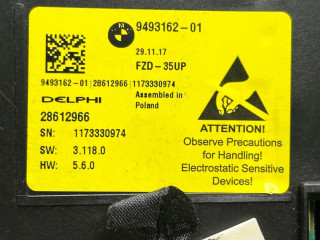 BMW
9493162-01
29.11.17
FZD-35UP
9493162-01 | 28612966 | 1173330974
DELPHI
Assembled in
Poland
28612966
SN: 1173330974
SW: 3.118.0
HW: 5.6.0
ATTENTION!
Observe Precautions
for Handling!
Electrostatic Sensitive
Devices!